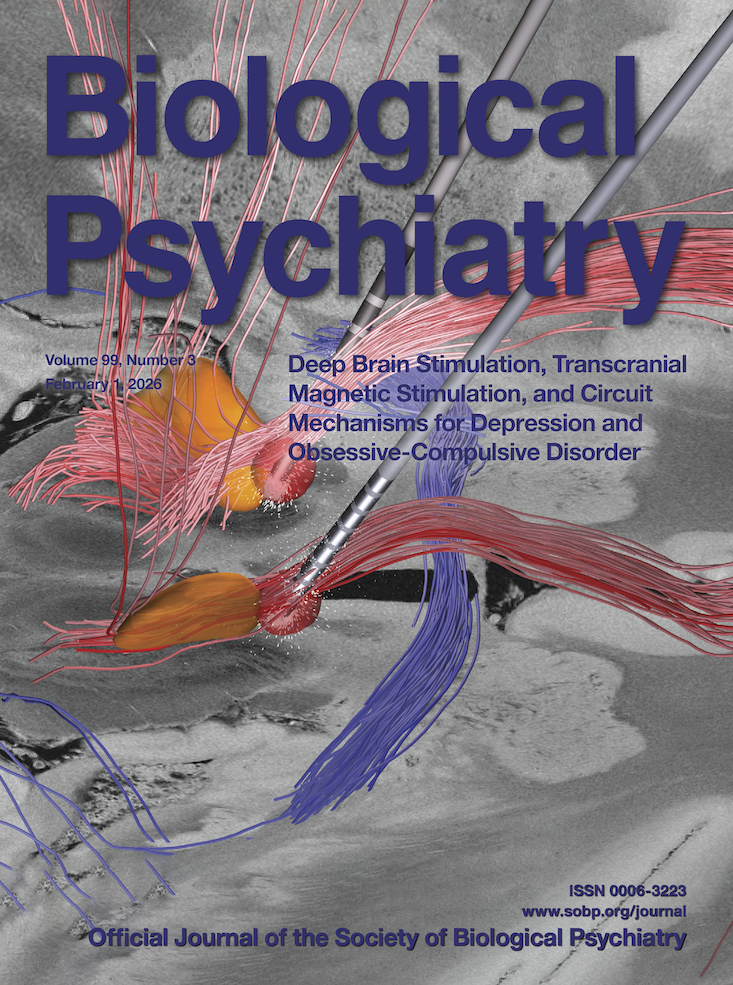 Biological
Psychiatry
Volume 99, Number 3
February 1, 2026
Deep Brain Stimulation, Transcranial
Magnetic Stimulation, and Circuit
Mechanisms for Depression and
Obsessive-Compulsive Disorder
ISSN 0006-3223
www.sobp.org/journal
Official Journal of the Society of Biological Psychiatry